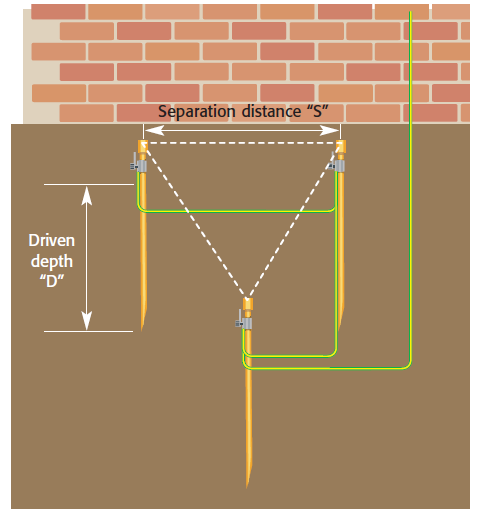 Separation distance “S”
Driven
depth
“D”